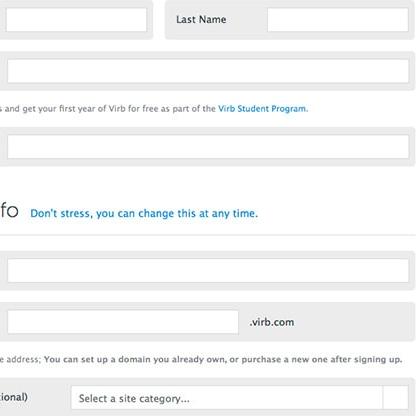 Last Name
s and get your first year of Virb for free as part of the Virb Student Program.
fo Don't stress, you can change this at any time.
.virb.com
e address; You can set up a domain you already own, or purchase a new one after signing up.
ional) Select a site category...